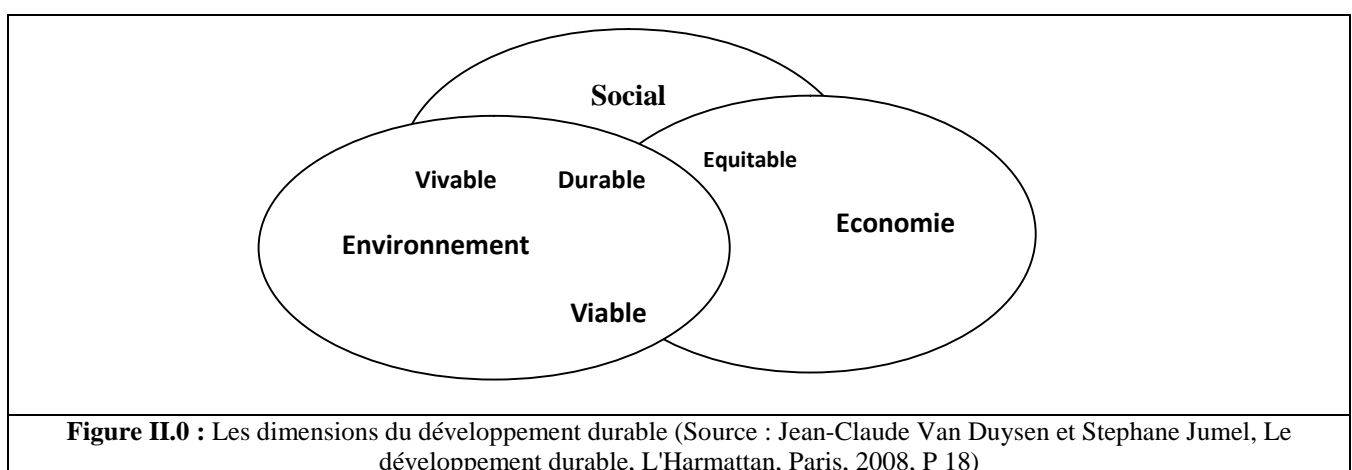 Social
Equitable
Vivable Durable
Economie
Environnement
Viable
Figure II.0 : Les dimensions du développement durable (Source : Jean-Claude Van Duysen et Stephane Jumel, Le
développement durable, L'Harmattan, Paris, 2008, P 18)